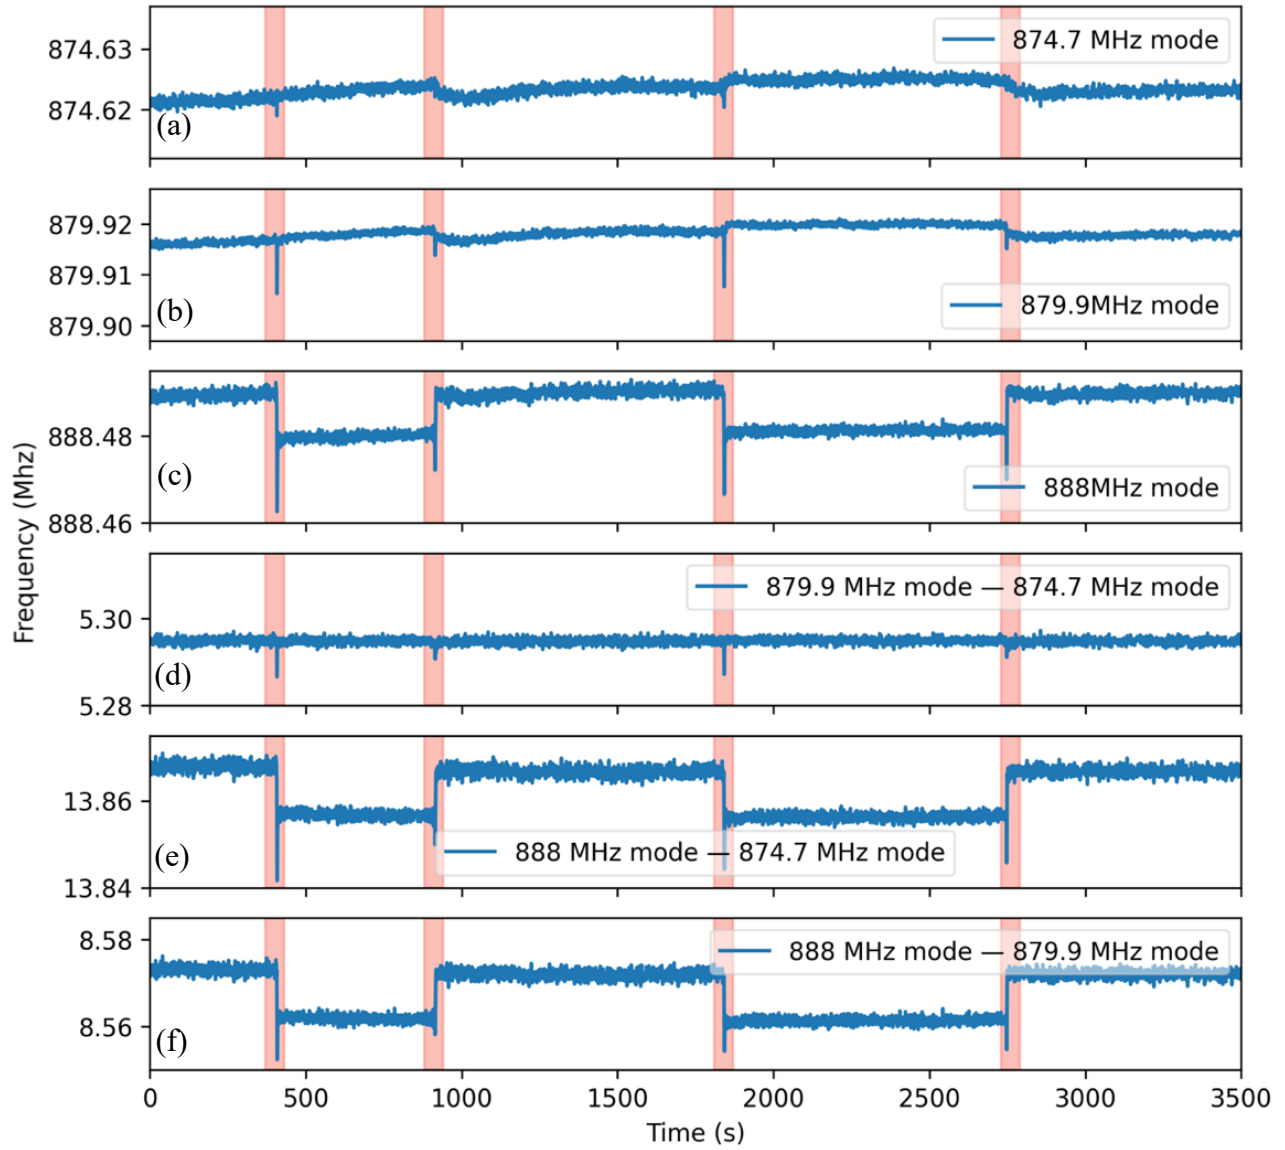 874.63
874.62
(a)
874.7 MHz mode
879.92
879.91
879.90
(b)
879.9MHz mode
888.48
888.46
(c)
888MHz mode
Frequency (Mhz)
5.30
5.28
(d)
879.9 MHz mode — 874.7 MHz mode
13.86
13.84
(e)
888 MHz mode — 874.7 MHz mode
8.58
8.56
(f)
888 MHz mode — 879.9 MHz mode
0 500 1000 1500 2000 2500 3000 3500
Time (s)